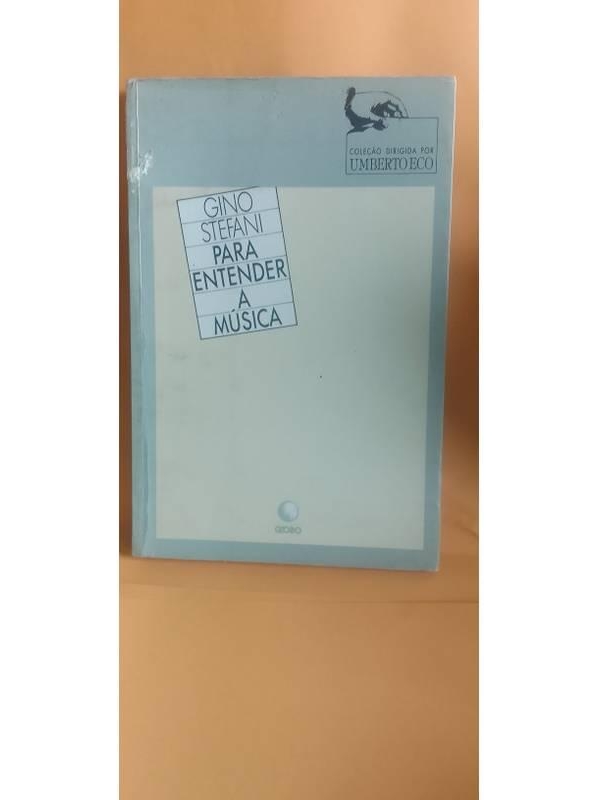 COLEÇÃO DIRIGIDA POR
UMBERTO ECO
GINO
STEFANI
PARA
ENTENDER
A
MÚSICA
GLOBO